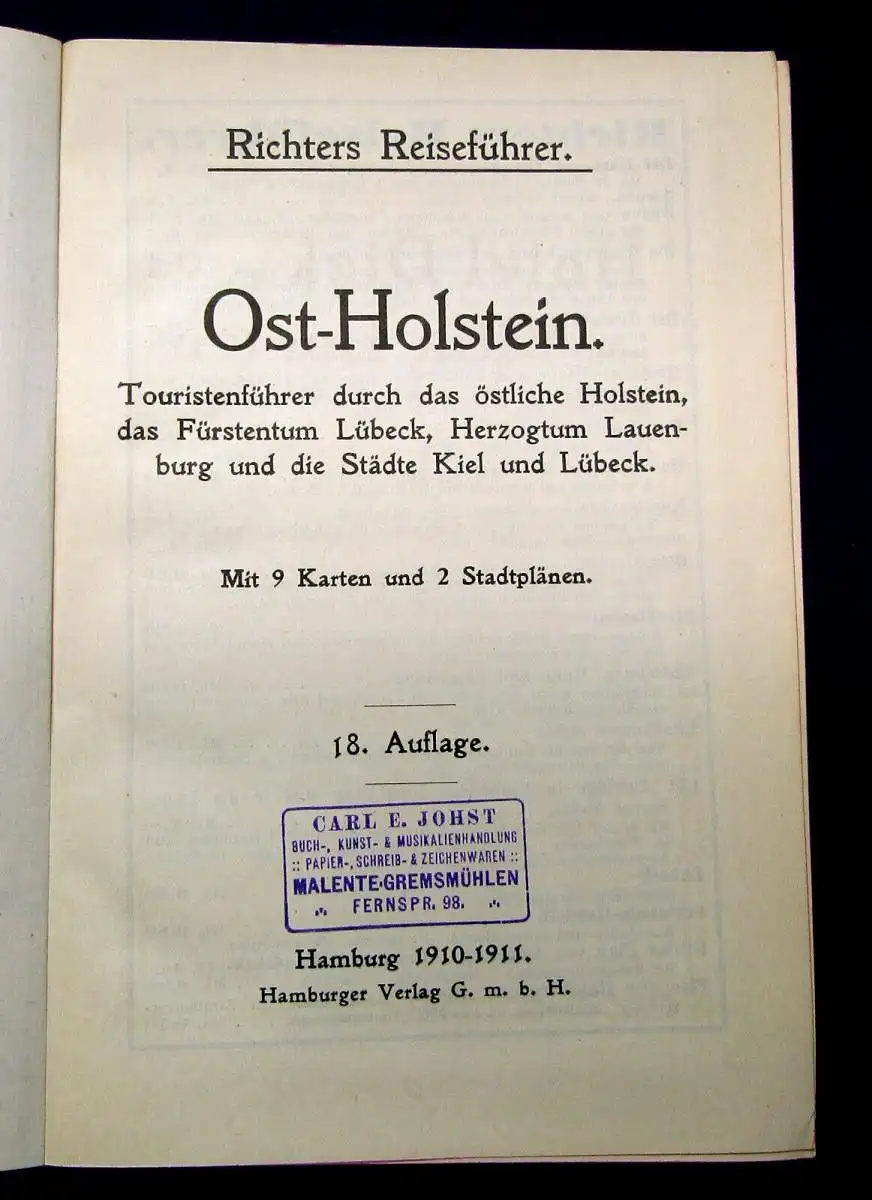 Richters Reiseführer.
Ost-Holstein.
Touristenführer durch das östliche Holstein,
das Fürstentum Lübeck, Herzogtum Lauen-
burg und die Städte Kiel und Lübeck.
Mit 9 Karten und 2 Stadtplänen.
18. Auflage.
CARL E. JOHST
BUCH-, KUNST- & MUSIKALIENHANDLUNG
:: PAPIER-, SCHREIB- & ZEICHENWAREN ::
MALENTE-GREMSMÜHLEN
FERNSPR. 98.
Hamburg 1910-1911.
Hamburger Verlag G. m. b. H.